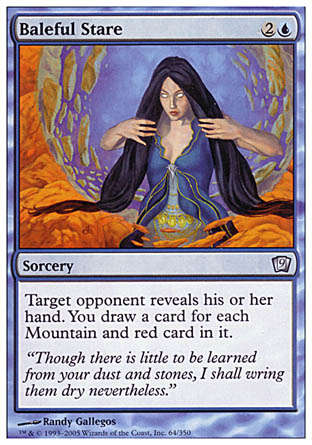 Baleful Stare 2
Sorcery 9
Target opponent reveals his or her
hand. You draw a card for each
Mountain and red card in it.
“Though there is little to be learned
from your dust and stones, I shall wring
them dry nevertheless.”
Randy Gallegos
™ & © 1993–2005 Wizards of the Coast, Inc. 64/350